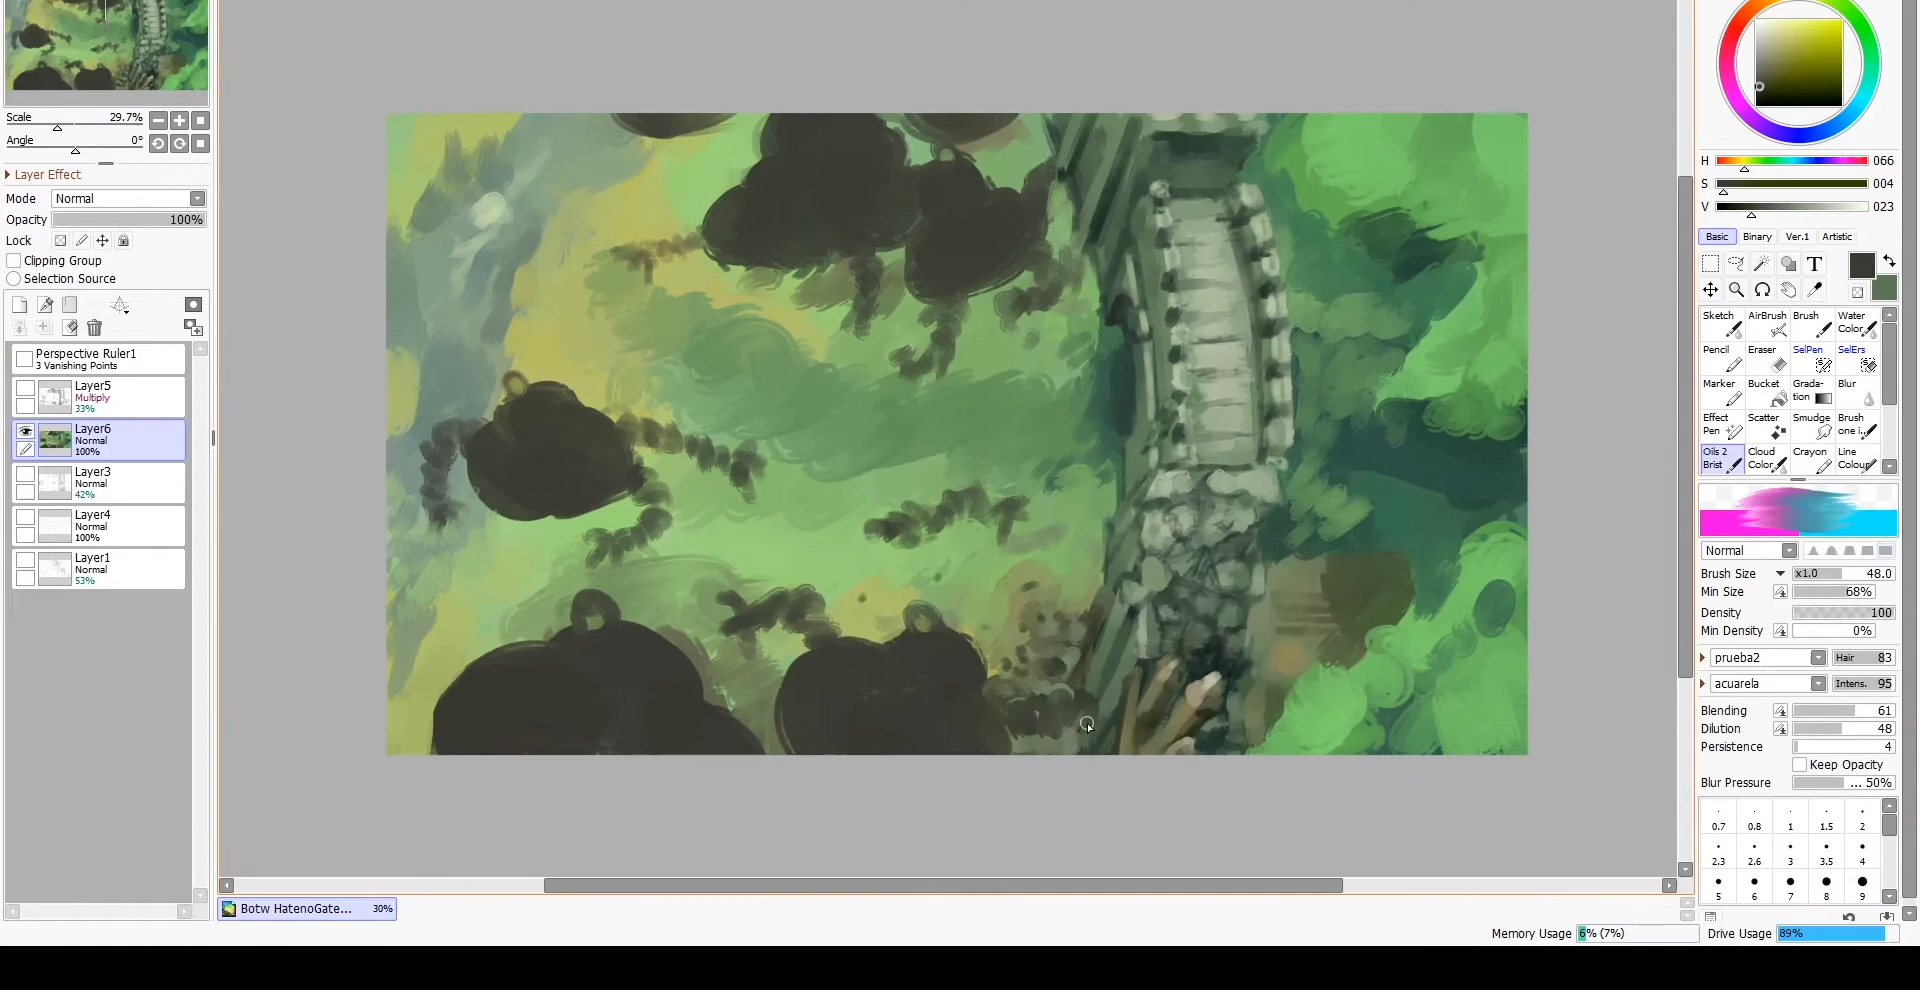 Scale 29.7%
Angle 0°
Layer Effect
Mode Normal
Opacity 100%
Lock
Clipping Group
Selection Source
Perspective Ruler1
3 Vanishing Points
Layer5
Multiply
33%
Layer6
Normal
100%
Layer3
Normal
42%
Layer4
Normal
100%
Layer1
Normal
53%
Botw HatenoGate... 30%
H 066
S 004
V 023
Basic Binary Ver.1 Artistic
T
Sketch AirBrush Brush Water Color
Pencil Eraser SelPen SelErs
Marker Bucket Grada-tion Blur
Effect Pen Scatter Smudge Brush one i...
Oils 2 Brist Cloud Color Crayon Line Colour
Normal
Brush Size x1.0 48.0
Min Size 68%
Density 100
Min Density 0%
prueba2 Hair 83
acuarela Intens. 95
Blending 61
Dilution 48
Persistence 4
Keep Opacity
Blur Pressure ... 50%
0.7 0.8 1 1.5 2
2.3 2.6 3 3.5 4
5 6 7 8 9
Memory Usage 6% (7%) Drive Usage 89%